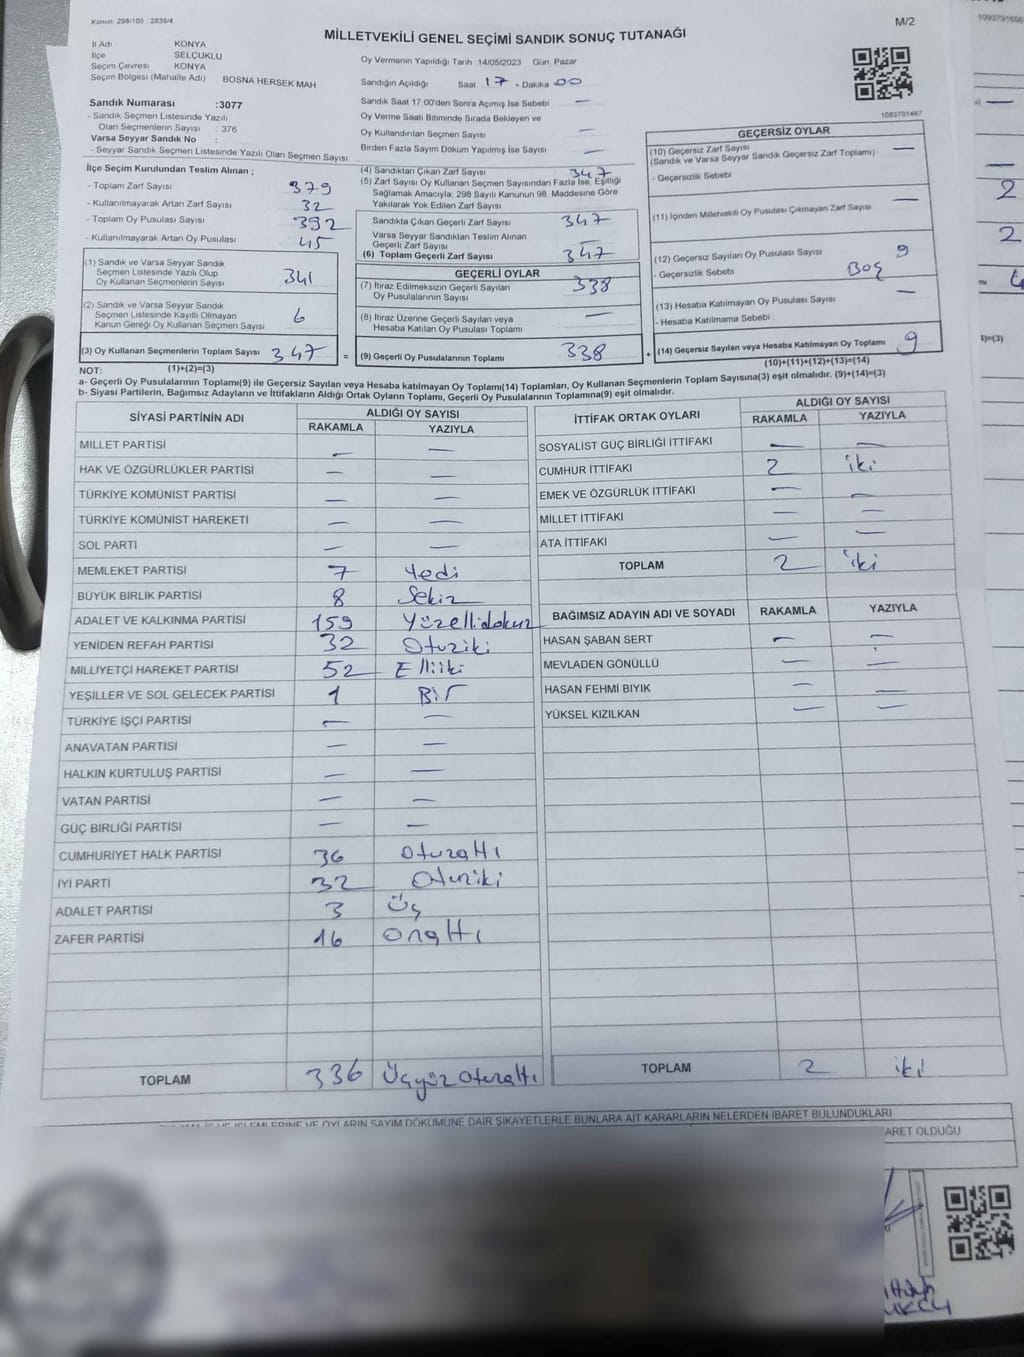 Kanun: 298/105 : 2839/4
M/2
MİLLETVEKİLİ GENEL SEÇİMİ SANDIK SONUÇ TUTANAĞI
İl Adı KONYA
İlçe SELÇUKLU
Seçim Çevresi KONYA
Seçim Bölgesi (Mahalle Adı) BOSNA HERSEK MAH
Sandık Numarası :3077
- Sandık Seçmen Listesinde Yazılı
Olan Seçmenlerin Sayısı : 376
Varsa Seyyar Sandık No :
- Seyyar Sandık Seçmen Listesinde Yazılı Olan Seçmen Sayısı
Oy Vermenin Yapıldığı Tarih :14/05/2023 Gün: Pazar
Sandığın Açıldığı Saat 17 - Dakika 00
Sandık Saat 17.00'den Sonra Açılmış İse Sebebi —
Oy Verme Saati Bitiminde Sırada Bekleyen ve
Oy Kullandırılan Seçmen Sayısı —
Birden Fazla Sayım Döküm Yapılmış İse Sayısı —
1083791487
İlçe Seçim Kurulundan Teslim Alınan ;
- Toplam Zarf Sayısı 379
- Kullanılmayarak Artan Zarf Sayısı 32
- Toplam Oy Pusulası Sayısı 392
- Kullanılmayarak Artan Oy Pusulası 45
(1) Sandık ve Varsa Seyyar Sandık
Seçmen Listesinde Yazılı Olup
Oy Kullanan Seçmenlerin Sayısı 341
(2) Sandık ve Varsa Seyyar Sandık
Seçmen Listesinde Kayıtlı Olmayan
Kanun Gereği Oy Kullanan Seçmen Sayısı 6
(3) Oy Kullanan Seçmenlerin Toplam Sayısı 347 =
(1)+(2)=(3)
(4) Sandıktan Çıkan Zarf Sayısı 347
(5) Zarf Sayısı Oy Kullanan Seçmen Sayısından Fazla İse, Eşitliği
Sağlamak Amacıyla, 298 Sayılı Kanunun 98. Maddesine Göre
Yakılarak Yok Edilen Zarf Sayısı —
Sandıkta Çıkan Geçerli Zarf Sayısı 347
Varsa Seyyar Sandıktan Teslim Alınan
Geçerli Zarf Sayısı —
(6) Toplam Geçerli Zarf Sayısı 347
GEÇERLİ OYLAR
(7) İtiraz Edilmeksizin Geçerli Sayılan
Oy Pusulalarının Sayısı 338
(8) İtiraz Üzerine Geçerli Sayılan veya
Hesaba Katılan Oy Pusulası Toplamı —
(9) Geçerli Oy Pusulalarının Toplamı 338 +
GEÇERSİZ OYLAR
(10) Geçersiz Zarf Sayısı —
(Sandık ve Varsa Seyyar Sandık Geçersiz Zarf Toplamı)
- Geçersizlik Sebebi
(11) İçinden Milletvekili Oy Pusulası Çıkmayan Zarf Sayısı —
(12) Geçersiz Sayılan Oy Pusulası Sayısı 9
- Geçersizlik Sebebi Boş
(13) Hesaba Katılmayan Oy Pusulası Sayısı —
- Hesaba Katılmama Sebebi :
(14) Geçersiz Sayılan veya Hesaba Katılmayan Oy Toplamı 9
(10)+(11)+(12)+(13)=(14)
NOT:
a- Geçerli Oy Pusulalarının Toplamı(9) ile Geçersiz Sayılan veya Hesaba katılmayan Oy Toplamı(14) Toplamları, Oy Kullanan Seçmenlerin Toplam Sayısına(3) eşit olmalıdır. (9)+(14)=(3)
b- Siyasi Partilerin, Bağımsız Adayların ve İttifakların Aldığı Ortak Oyların Toplamı, Geçerli Oy Pusulalarının Toplamına(9) eşit olmalıdır.
SİYASİ PARTİNİN ADI ALDIĞI OY SAYISI
RAKAMLA YAZIYLA
MİLLET PARTİSİ — —
HAK VE ÖZGÜRLÜKLER PARTİSİ — —
TÜRKİYE KOMÜNİST PARTİSİ — —
TÜRKİYE KOMÜNİST HAREKETİ — —
SOL PARTİ — —
MEMLEKET PARTİSİ 7 Yedi
BÜYÜK BİRLİK PARTİSİ 8 Sekiz
ADALET VE KALKINMA PARTİSİ 159 Yüzellidokuz
YENİDEN REFAH PARTİSİ 32 Otuziki
MİLLİYETÇİ HAREKET PARTİSİ 52 Elliiki
YEŞİLLER VE SOL GELECEK PARTİSİ 1 Bir
TÜRKİYE İŞÇİ PARTİSİ — —
ANAVATAN PARTİSİ — —
HALKIN KURTULUŞ PARTİSİ — —
VATAN PARTİSİ — —
GÜÇ BİRLİĞİ PARTİSİ — —
CUMHURİYET HALK PARTİSİ 36 Otuzaltı
İYİ PARTİ 32 Otuziki
ADALET PARTİSİ 3 Üç
ZAFER PARTİSİ 16 Onaltı
TOPLAM 336 Üçyüz Otuzaltı
İTTİFAK ORTAK OYLARI ALDIĞI OY SAYISI
RAKAMLA YAZIYLA
SOSYALİST GÜÇ BİRLİĞİ İTTİFAKI — —
CUMHUR İTTİFAKI 2 iki
EMEK VE ÖZGÜRLÜK İTTİFAKI — —
MİLLET İTTİFAKI — —
ATA İTTİFAKI — —
TOPLAM 2 iki
BAĞIMSIZ ADAYIN ADI VE SOYADI RAKAMLA YAZIYLA
HASAN ŞABAN SERT — —
MEVLADEN GÖNÜLLÜ — —
HASAN FEHMİ BIYIK — —
YÜKSEL KIZILKAN — —
TOPLAM 2 iki
İŞLEMLERİNE VE OYLARIN SAYIM DÖKÜMÜNE DAİR ŞİKAYETLERLE BUNLARA AİT KARARLARIN NELERDEN İBARET BULUNDUKLARI
ARET OLDUĞU
2
2
1)=(3)